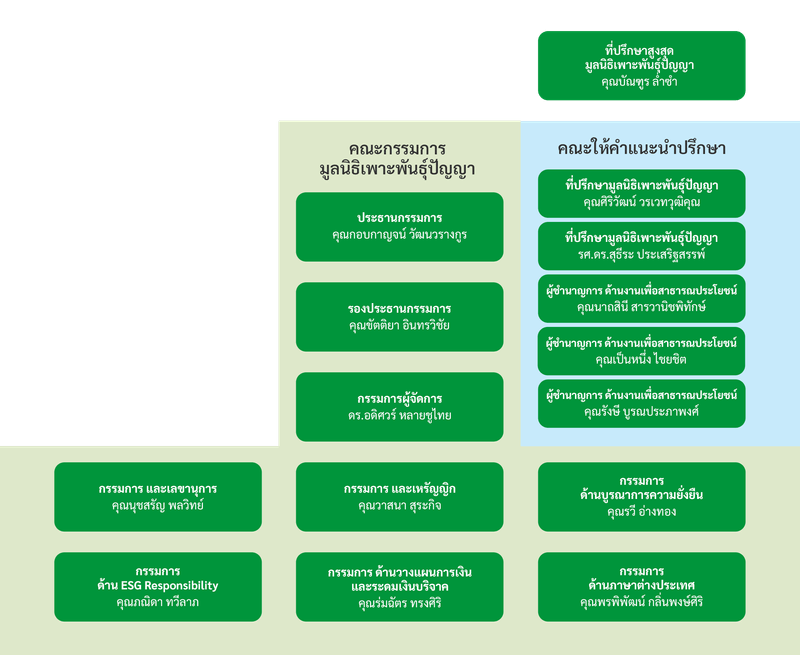 ที่ปรึกษาสูงสุด
มูลนิธิเพาะพันธุ์ปัญญา
คุณบัณฑูร ล่ำซำ
คณะกรรมการ
มูลนิธิเพาะพันธุ์ปัญญา
ประธานกรรมการ
คุณกอบกาญจน์ วัฒนวรางกูร
รองประธานกรรมการ
คุณขัตติยา อินทรวิชัย
กรรมการผู้จัดการ
ดร.อดิศวร์ หลายชูไทย
คณะให้คำแนะนำปรึกษา
ที่ปรึกษามูลนิธิเพาะพันธุ์ปัญญา
คุณศิริวัฒน์ วรเวทวุฒิคุณ
ที่ปรึกษามูลนิธิเพาะพันธุ์ปัญญา
รศ.ดร.สุธีระ ประเสริฐสรรพ์
ผู้ชำนาญการ ด้านงานเพื่อสาธารณประโยชน์
คุณนาถสินี สารวานิชพิทักษ์
ผู้ชำนาญการ ด้านงานเพื่อสาธารณประโยชน์
คุณเป็นหนึ่ง ไชยชิต
ผู้ชำนาญการ ด้านงานเพื่อสาธารณประโยชน์
คุณรังษี บูรณประภาพงศ์
กรรมการ และเลขานุการ
คุณนุชสรัญ พลวิทย์
กรรมการ และเหรัญญิก
คุณวาสนา สุระกิจ
กรรมการ
ด้านบูรณาการความยั่งยืน
คุณรวี อ่างทอง
กรรมการ
ด้าน ESG Responsibility
คุณภณิดา ทวีลาภ
กรรมการ ด้านวางแผนการเงิน
และระดมเงินบริจาค
คุณร่มฉัตร ทรงศิริ
กรรมการ
ด้านภาษาต่างประเทศ
คุณพรพิพัฒน์ กลิ่นพงษ์ศิริ